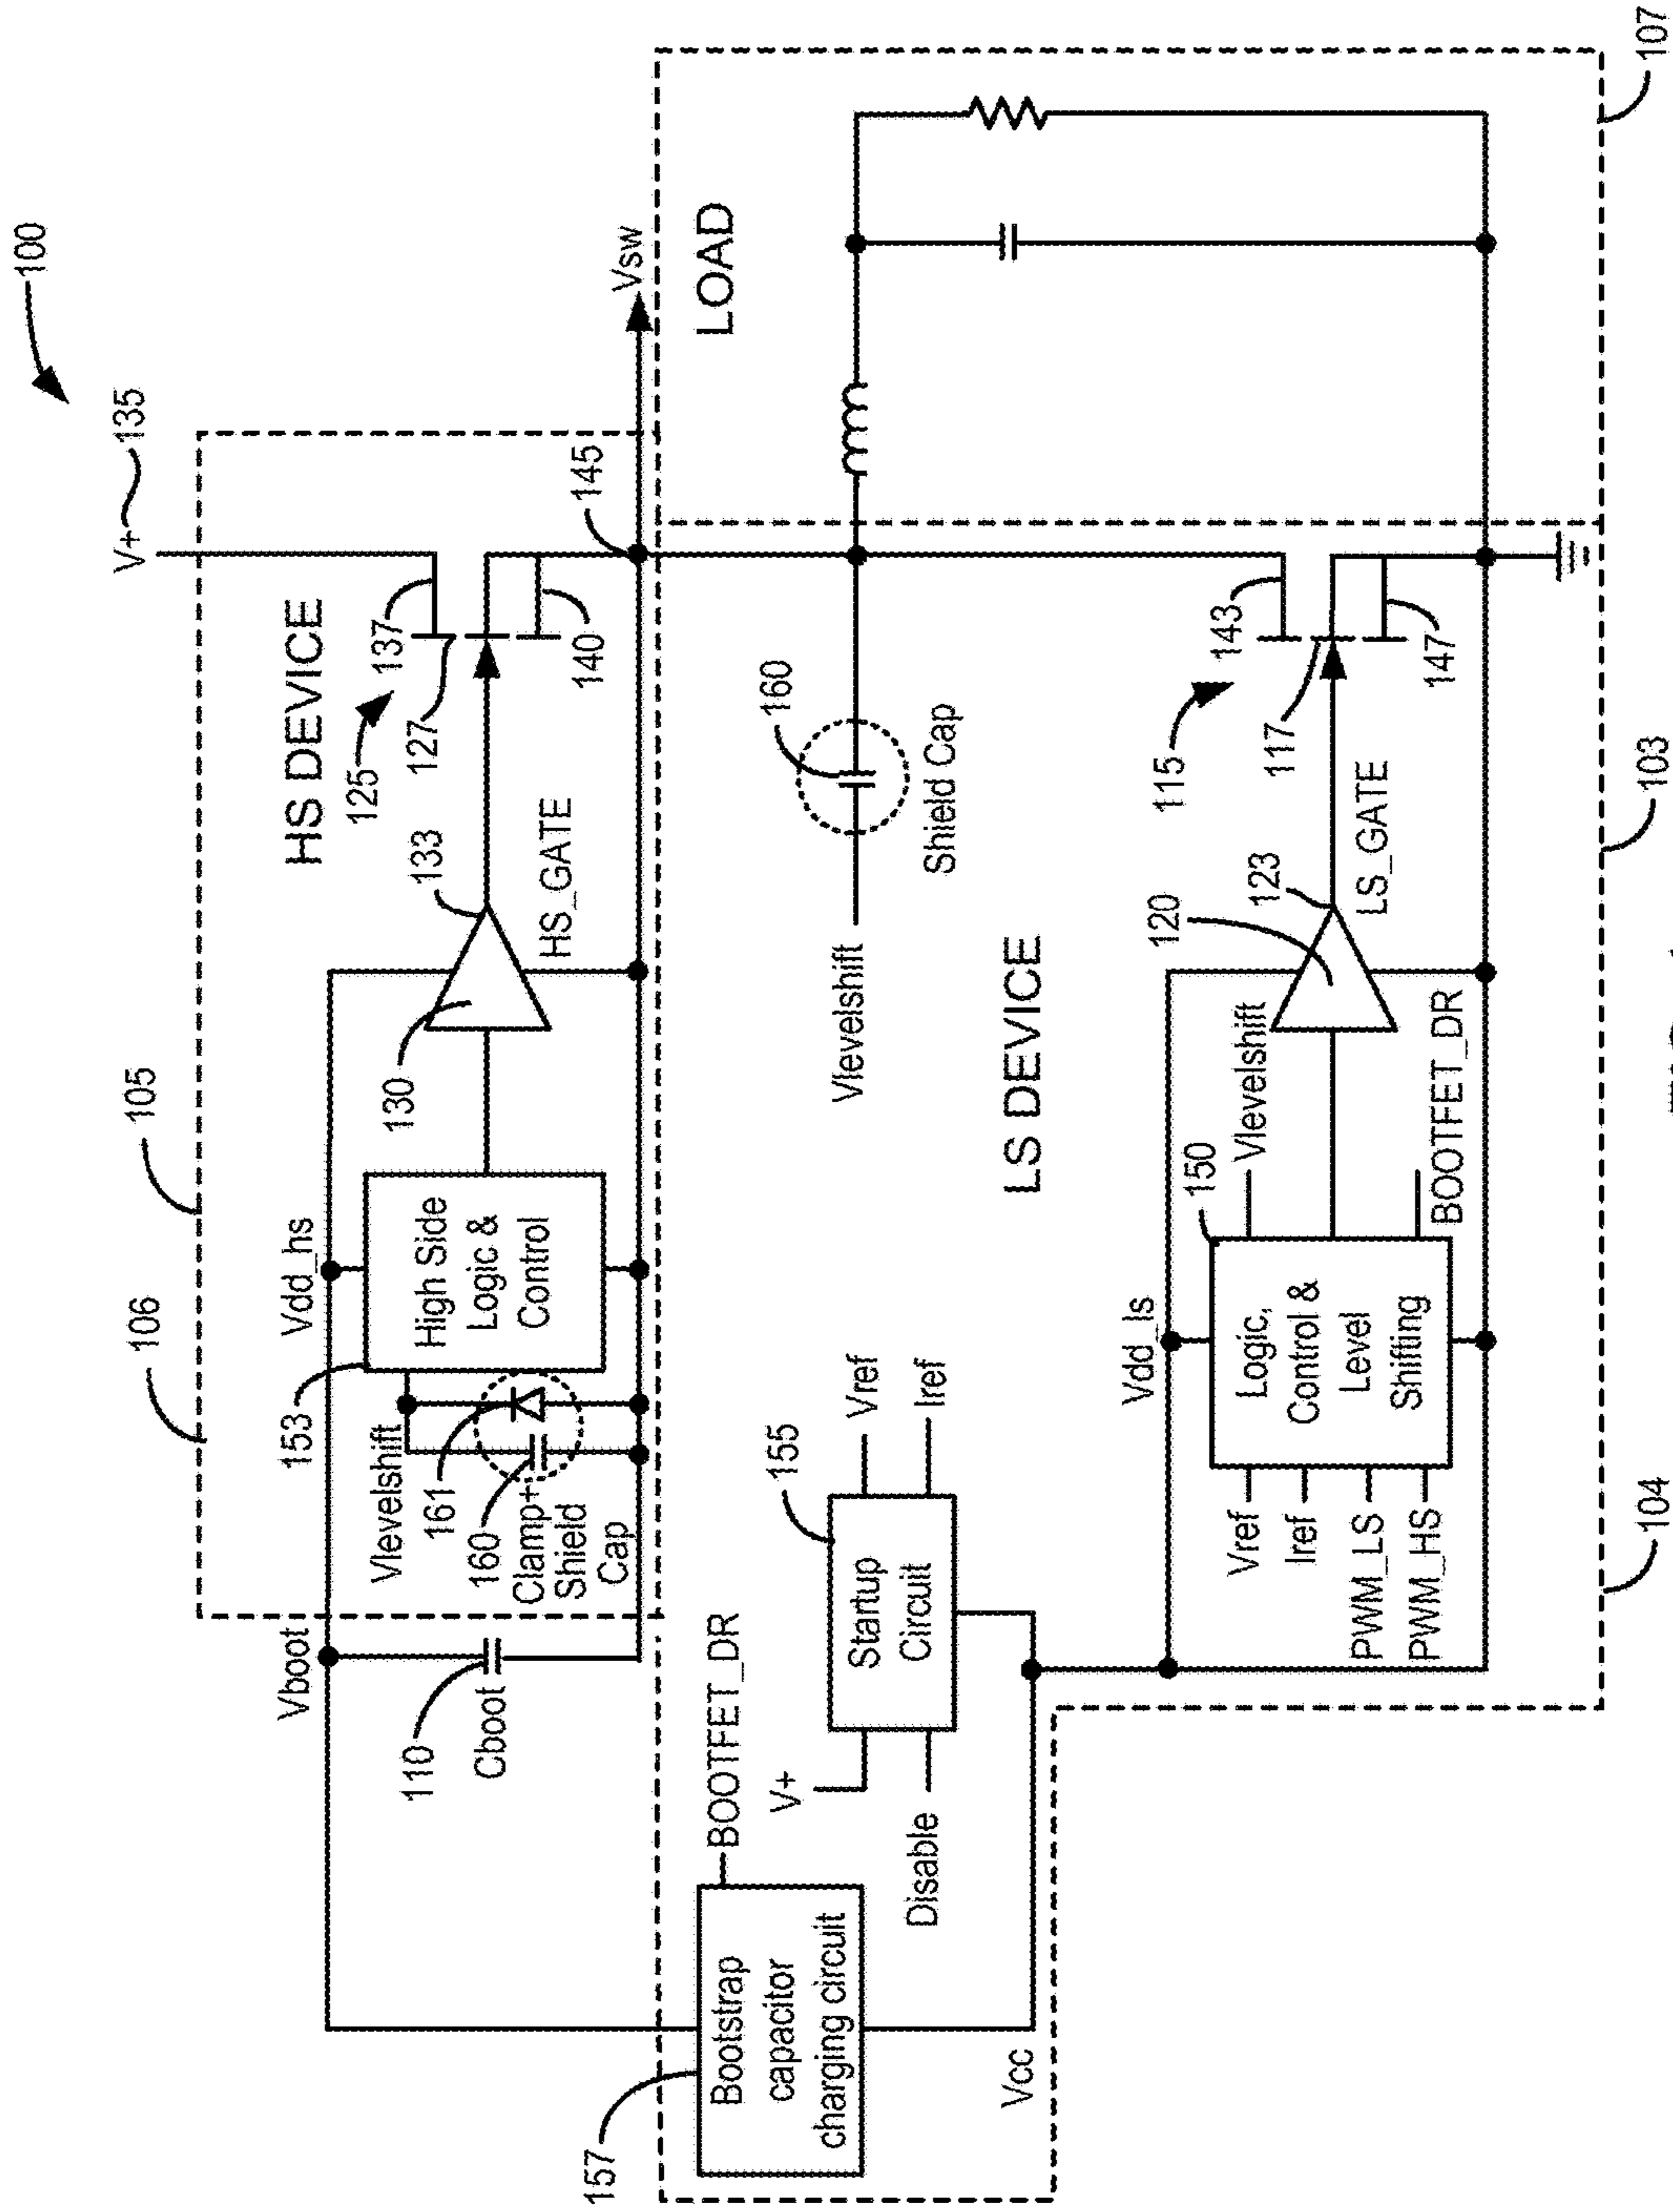 100
V+
135
105
106
HS DEVICE
125
137
127
133
130
HS_GATE
140
145
Vsw
Vdd_hs
153
High Side
Logic &
Control
Vlevelshift
161
160
Clamp+
Shield
Cap
Vboot
110
Cboot
LOAD
BOOTFET_DR
157
Bootstrap
capacitor
charging circuit
V+
Disable
155
Startup
Circuit
Vref
Iref
Vcc
Vlevelshift
160
Shield Cap
LS DEVICE
115
143
117
147
120
123
LS_GATE
Vdd_ls
150
Logic,
Control &
Level
Shifting
Vlevelshift
BOOTFET_DR
Vref
Iref
PWM_LS
PWM_HS
104
103
107